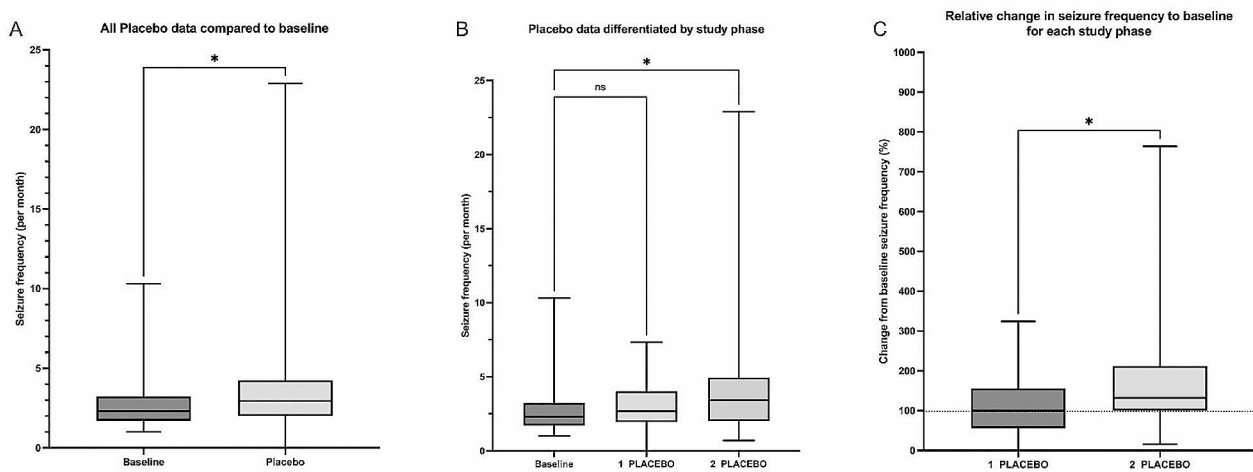 A
All Placebo data compared to baseline
25
20
15
10
5
0
Seizure frequency (per month)
*
Baseline
Placebo
B
Placebo data differentiated by study phase
25
20
15
10
5
0
Seizure frequency (per month)
*
ns
Baseline
1 PLACEBO
2 PLACEBO
C
Relative change in seizure frequency to baseline
for each study phase
1000
900
800
700
600
500
400
300
200
100
0
Change from baseline seizure frequency (%)
*
1 PLACEBO
2 PLACEBO